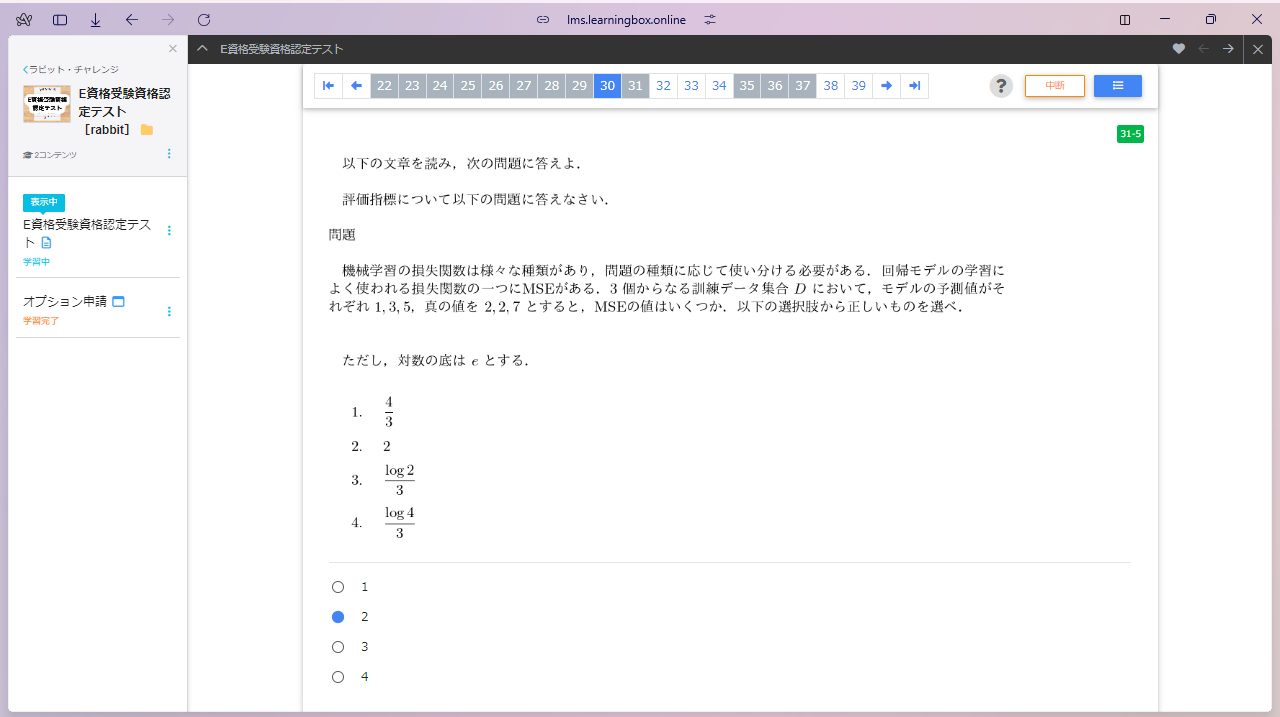 lms.learningbox.online
ラビット・チャレンジ
E資格受験資格認
定テスト
［rabbit］
E資格受験資格
認定テスト
2コンテンツ
表示中
E資格受験資格認定テス
ト
学習中
オプション申請
学習完了
E資格受験資格認定テスト
22 23 24 25 26 27 28 29 30 31 32 33 34 35 36 37 38 39
?
中断
31-5
以下の文章を読み，次の問題に答えよ．
評価指標について以下の問題に答えなさい．
問題
機械学習の損失関数は様々な種類があり，問題の種類に応じて使い分ける必要がある．回帰モデルの学習に
よく使われる損失関数の一つにMSEがある．3 個からなる訓練データ集合 D において，モデルの予測値がそ
れぞれ 1, 3, 5，真の値を 2, 2, 7 とすると，MSEの値はいくつか．以下の選択肢から正しいものを選べ．
ただし，対数の底は e とする．
1. 4/3
2. 2
3. log 2/3
4. log 4/3
1
2
3
4